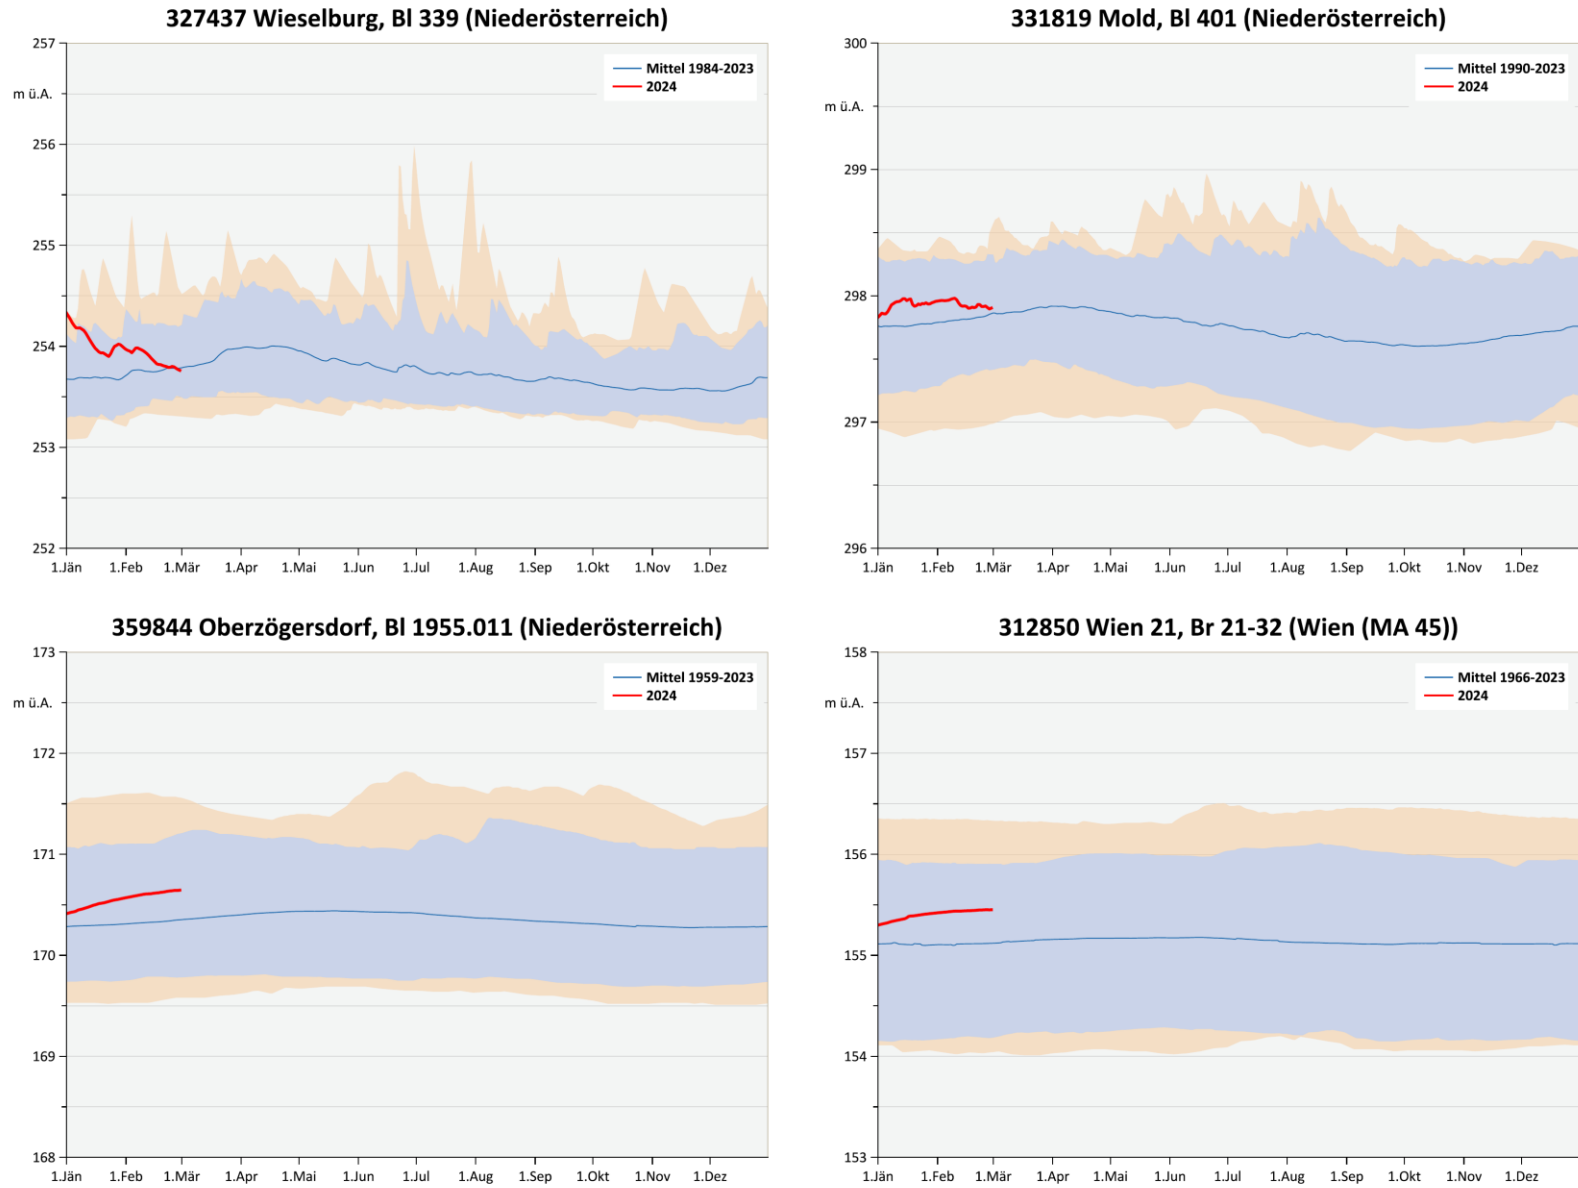 327437 Wieselburg, Bl 339 (Niederösterreich)
257
m ü.A.
256
255
254
253
252
Mittel 1984-2023
2024
1.Jän 1.Feb 1.Mär 1.Apr 1.Mai 1.Jun 1.Jul 1.Aug 1.Sep 1.Okt 1.Nov 1.Dez
331819 Mold, Bl 401 (Niederösterreich)
300
m ü.A.
299
298
297
296
Mittel 1990-2023
2024
1.Jän 1.Feb 1.Mär 1.Apr 1.Mai 1.Jun 1.Jul 1.Aug 1.Sep 1.Okt 1.Nov 1.Dez
359844 Oberzögersdorf, Bl 1955.011 (Niederösterreich)
173
m ü.A.
172
171
170
169
168
Mittel 1959-2023
2024
1.Jän 1.Feb 1.Mär 1.Apr 1.Mai 1.Jun 1.Jul 1.Aug 1.Sep 1.Okt 1.Nov 1.Dez
312850 Wien 21, Br 21-32 (Wien (MA 45))
158
m ü.A.
157
156
155
154
153
Mittel 1966-2023
2024
1.Jän 1.Feb 1.Mär 1.Apr 1.Mai 1.Jun 1.Jul 1.Aug 1.Sep 1.Okt 1.Nov 1.Dez